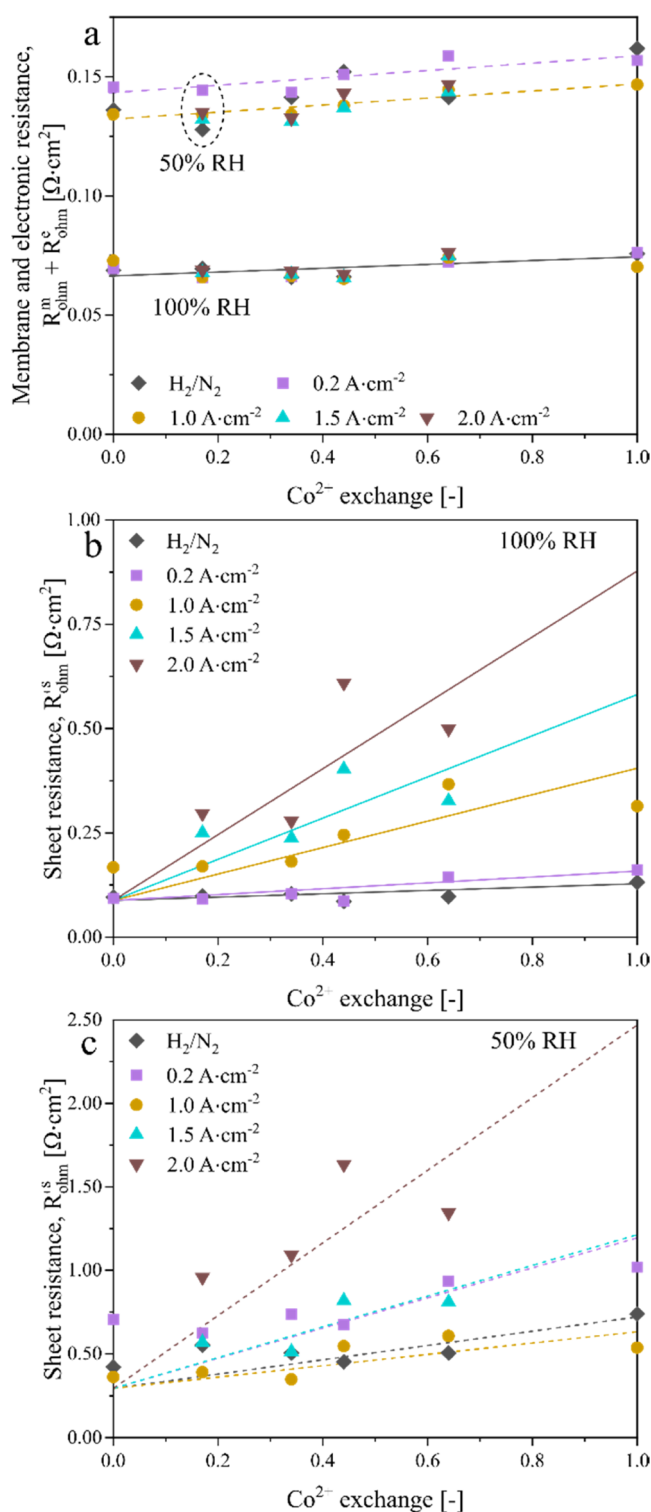 a
Membrane and electronic resistance,
R^m_ohm + R^e_ohm [Ω·cm²]
0.15
0.10
0.05
0.00
50% RH
100% RH
H₂/N₂ 0.2 A·cm⁻²
1.0 A·cm⁻² 1.5 A·cm⁻² 2.0 A·cm⁻²
0.0 0.2 0.4 0.6 0.8 1.0
Co²⁺ exchange [-]
b
100% RH
Sheet resistance, R'^s_ohm [Ω·cm²]
1.00
0.75
0.50
0.25
0.00
H₂/N₂
0.2 A·cm⁻²
1.0 A·cm⁻²
1.5 A·cm⁻²
2.0 A·cm⁻²
0.0 0.2 0.4 0.6 0.8 1.0
Co²⁺ exchange [-]
c
50% RH
Sheet resistance, R'^s_ohm [Ω·cm²]
2.50
2.00
1.50
1.00
0.50
0.00
H₂/N₂
0.2 A·cm⁻²
1.0 A·cm⁻²
1.5 A·cm⁻²
2.0 A·cm⁻²
0.0 0.2 0.4 0.6 0.8 1.0
Co²⁺ exchange [-]